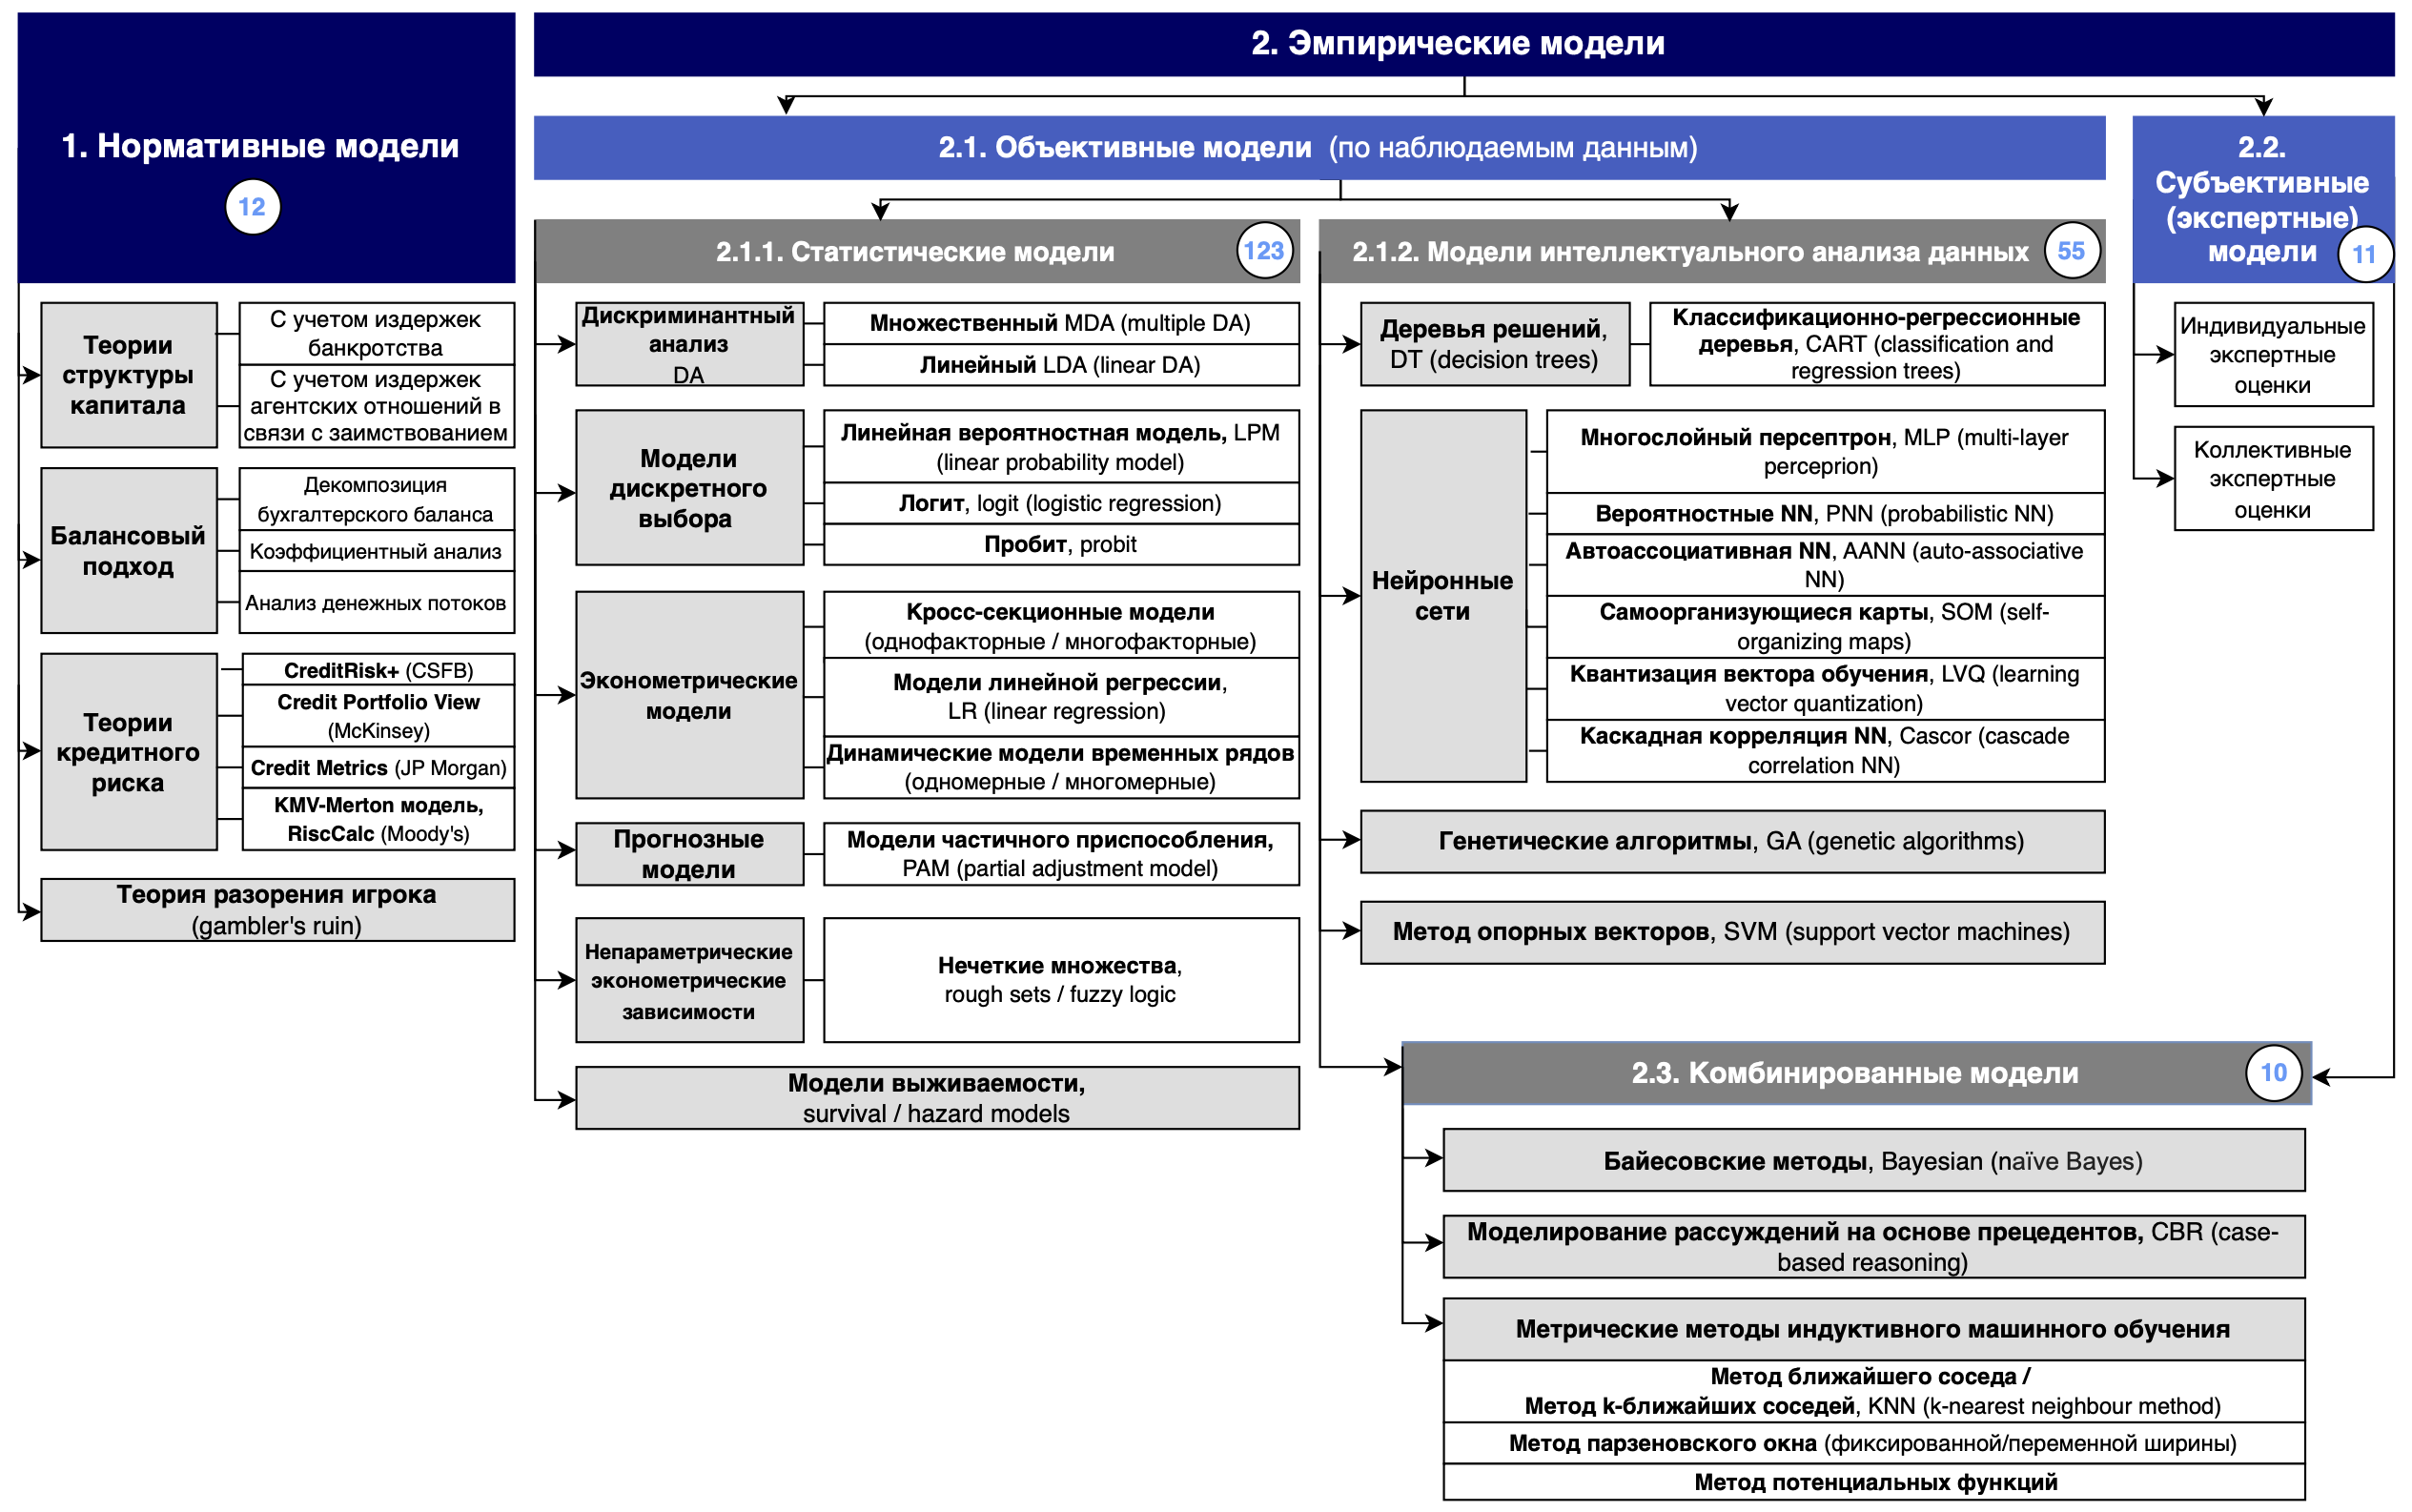 1. Нормативные модели
12
Теории
структуры
капитала
С учетом издержек
банкротства
С учетом издержек
агентских отношений в
связи с заимствованием
Балансовый
подход
Декомпозиция
бухгалтерского баланса
Коэффициентный анализ
Анализ денежных потоков
Теории
кредитного
риска
CreditRisk+ (CSFB)
Credit Portfolio View
(McKinsey)
Credit Metrics (JP Morgan)
KMV-Merton модель,
RiscCalc (Moody's)
Теория разорения игрока
(gambler's ruin)
2. Эмпирические модели
2.1. Объективные модели (по наблюдаемым данным)
2.1.1. Статистические модели
123
Дискриминантный
анализ
DA
Множественный MDA (multiple DA)
Линейный LDA (linear DA)
Модели
дискретного
выбора
Линейная вероятностная модель, LPM
(linear probability model)
Логит, logit (logistic regression)
Пробит, probit
Эконометрические
модели
Кросс-секционные модели
(однофакторные / многофакторные)
Модели линейной регрессии,
LR (linear regression)
Динамические модели временных рядов
(одномерные / многомерные)
Прогнозные
модели
Модели частичного приспособления,
PAM (partial adjustment model)
Непараметрические
эконометрические
зависимости
Нечеткие множества,
rough sets / fuzzy logic
Модели выживаемости,
survival / hazard models
2.1.2. Модели интеллектуального анализа данных
55
Деревья решений,
DT (decision trees)
Классификационно-регрессионные
деревья, CART (classification and
regression trees)
Нейронные
сети
Многослойный персептрон, MLP (multi-layer
perceprion)
Вероятностные NN, PNN (probabilistic NN)
Автоассоциативная NN, AANN (auto-associative
NN)
Самоорганизующиеся карты, SOM (self-
organizing maps)
Квантизация вектора обучения, LVQ (learning
vector quantization)
Каскадная корреляция NN, Cascor (cascade
correlation NN)
Генетические алгоритмы, GA (genetic algorithms)
Метод опорных векторов, SVM (support vector machines)
2.2.
Субъективные
(экспертные)
модели
11
Индивидуальные
экспертные
оценки
Коллективные
экспертные
оценки
2.3. Комбинированные модели
10
Байесовские методы, Bayesian (naïve Bayes)
Моделирование рассуждений на основе прецедентов, CBR (case-
based reasoning)
Метрические методы индуктивного машинного обучения
Метод ближайшего соседа /
Метод k-ближайших соседей, KNN (k-nearest neighbour method)
Метод парзеновского окна (фиксированной/переменной ширины)
Метод потенциальных функций